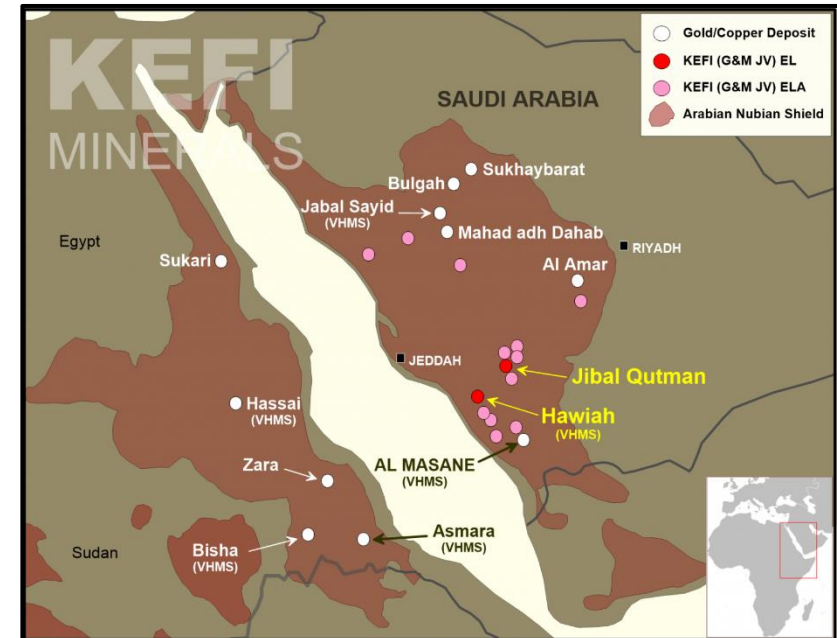 KEFI
MINERALS
Gold/Copper Deposit
KEFI (G&M JV) EL
KEFI (G&M JV) ELA
Arabian Nubian Shield
SAUDI ARABIA
Sukhaybarat
Bulgah
Jabal Sayid
(VHMS)
Mahad adh Dahab
Egypt
Sukari
RIYADH
Al Amar
JEDDAH
Jibal Qutman
Hassai
(VHMS)
Hawiah
(VHMS)
AL MASANE
(VHMS)
Zara
Asmara
(VHMS)
Bisha
(VHMS)
Sudan